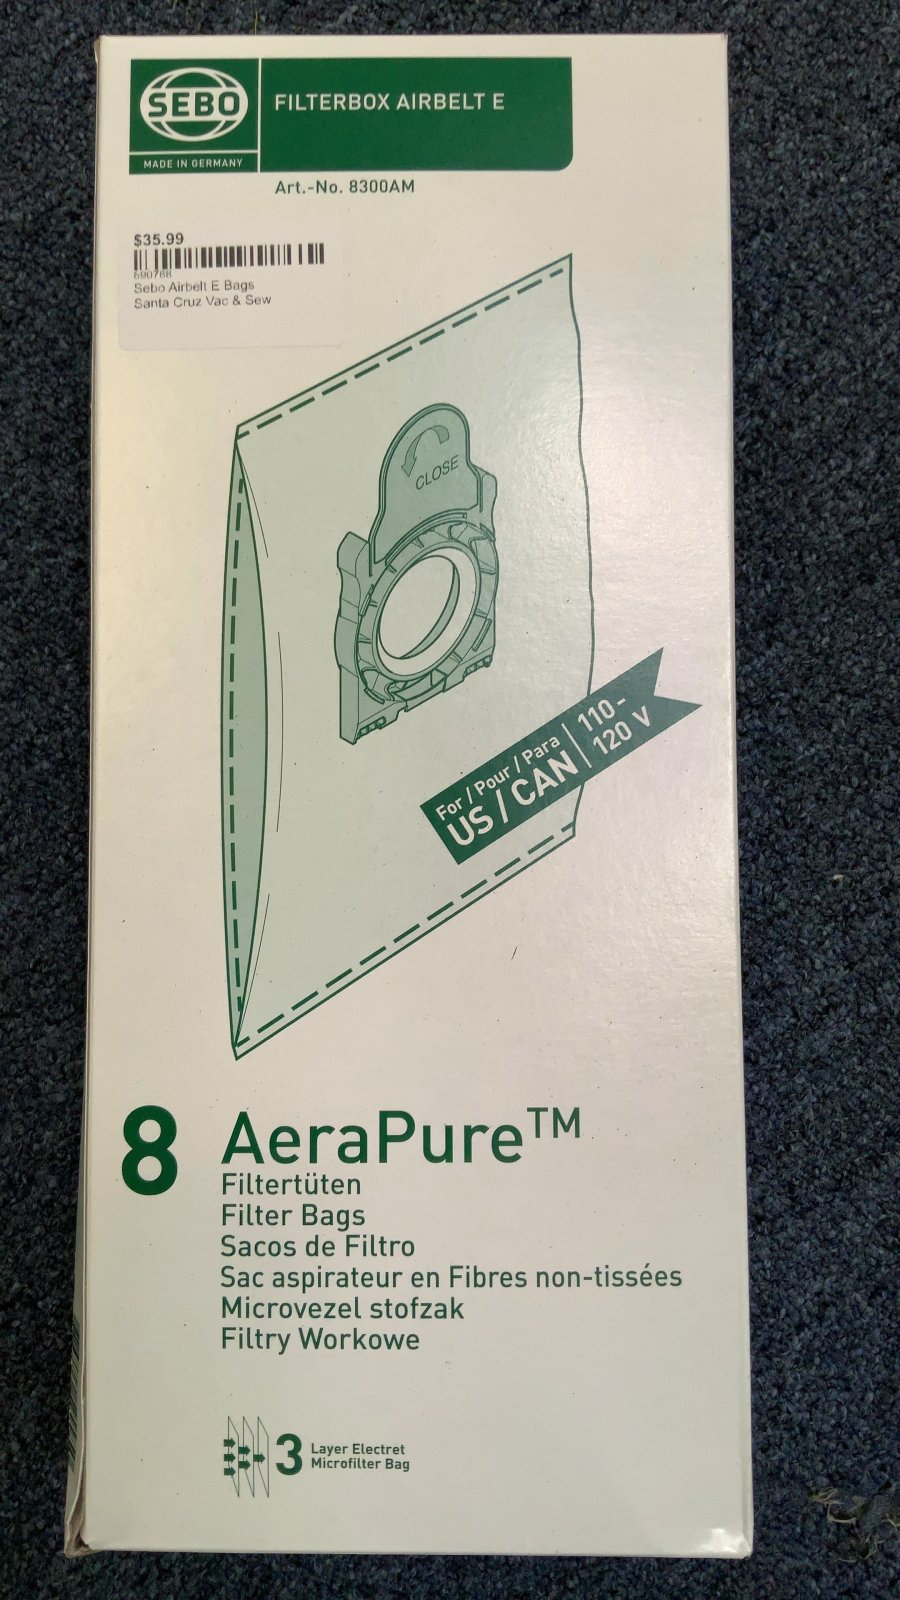 SEBO
MADE IN GERMANY
FILTERBOX AIRBELT E
Art.-No. 8300AM
$35.99
690788
Sebo Airbelt E Bags
Santa Cruz Vac & Sew
CLOSE
For / Pour / Para
US / CAN
110-
120 V
8
AeraPure™
Filtertüten
Filter Bags
Sacos de Filtro
Sac aspirateur en Fibres non-tissées
Microvezel stofzak
Filtry Workowe
3
Layer Electret
Microfilter Bag